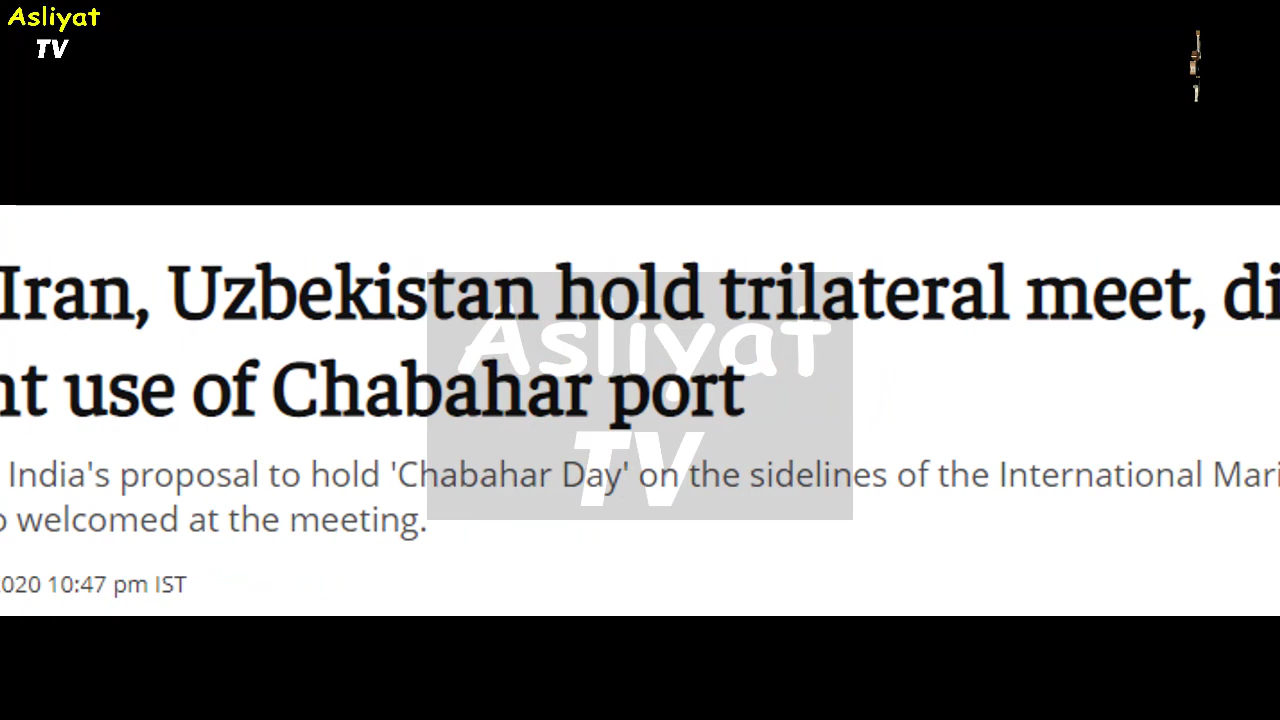 Asliyat
TV
Iran, Uzbekistan hold trilateral meet, di
nt use of Chabahar port
Asliyat
TV
India's proposal to hold 'Chabahar Day' on the sidelines of the International Mari
o welcomed at the meeting.
020 10:47 pm IST